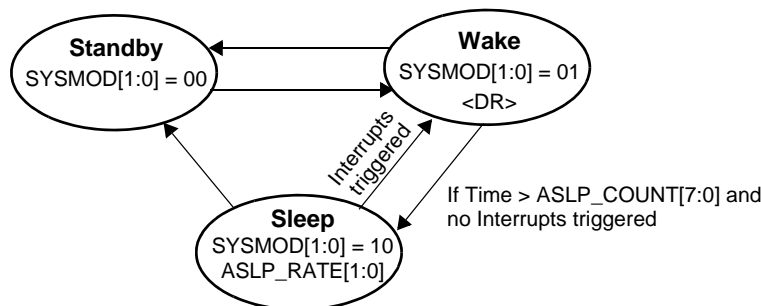 Standby
SYSMOD[1:0] = 00
Wake
SYSMOD[1:0] = 01
<DR>
Interrupts
triggered
If Time > ASLP_COUNT[7:0] and
no Interrupts triggered
Sleep
SYSMOD[1:0] = 10
ASLP_RATE[1:0]